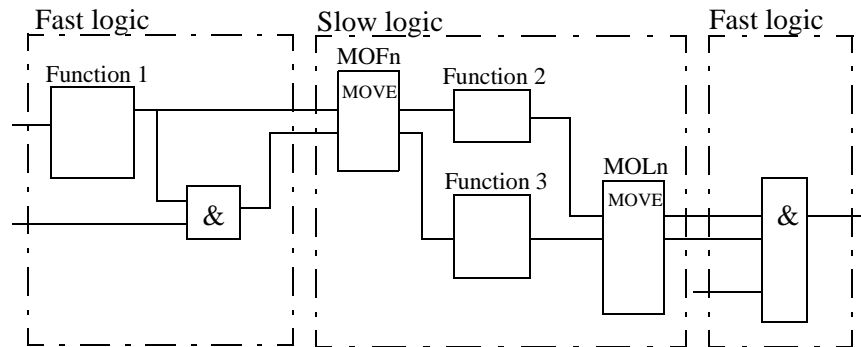 Fast logic
Slow logic
Fast logic
MOFn
Function 1
MOVE
Function 2
MOLn
Function 3
MOVE
&
&